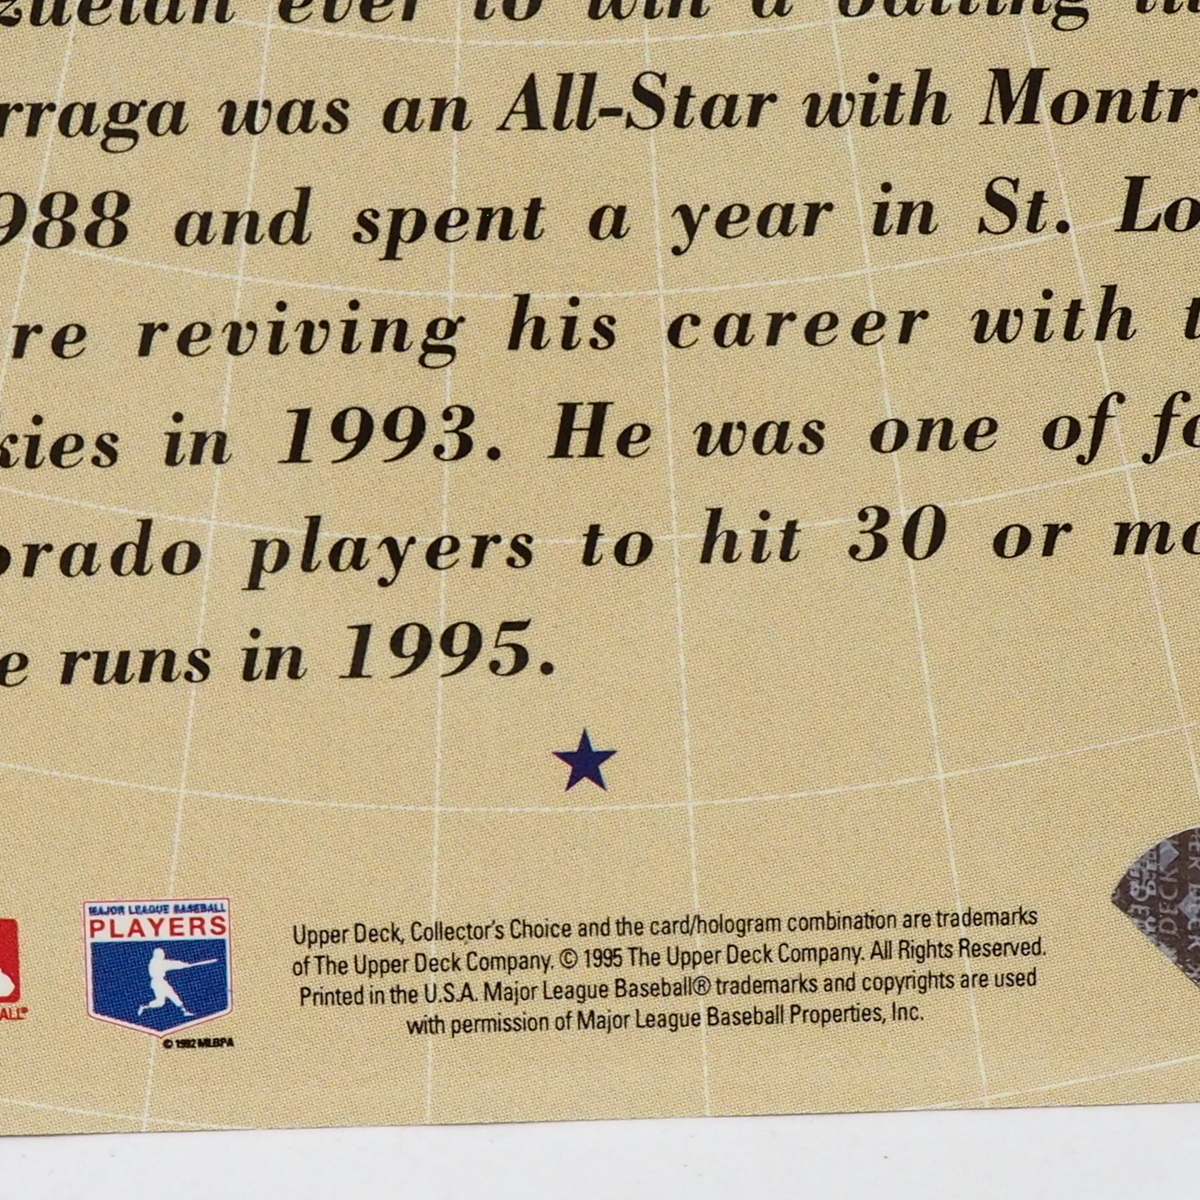 zuelan ever to win a batting
rraga was an All-Star with Montr
988 and spent a year in St. Lo
re reviving his career with t
kies in 1993. He was one of fo
orado players to hit 30 or mo
e runs in 1995.
MAJOR LEAGUE BASEBALL
PLAYERS
© 1992 MLBPA
ALL®
Upper Deck, Collector's Choice and the card/hologram combination are trademarks
of The Upper Deck Company. © 1995 The Upper Deck Company. All Rights Reserved.
Printed in the U.S.A. Major League Baseball® trademarks and copyrights are used
with permission of Major League Baseball Properties, Inc.
DECK